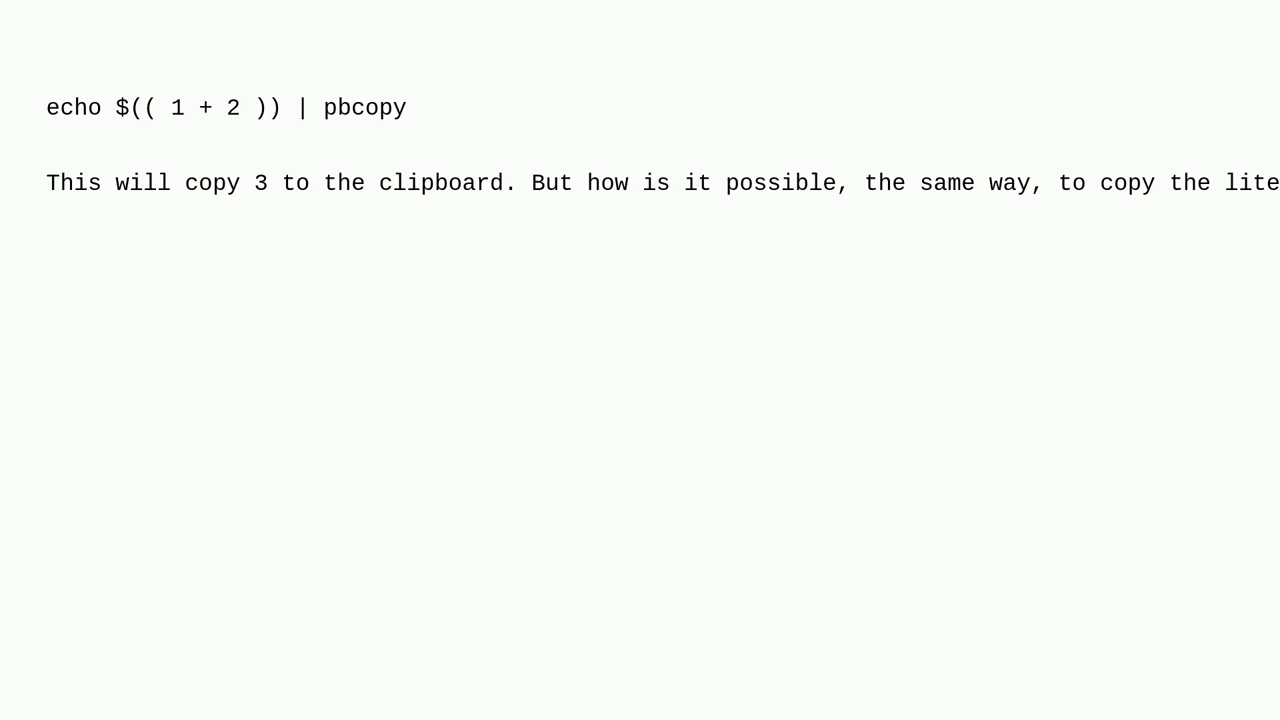 echo $(( 1 + 2 )) | pbcopy
This will copy 3 to the clipboard. But how is it possible, the same way, to copy the lite